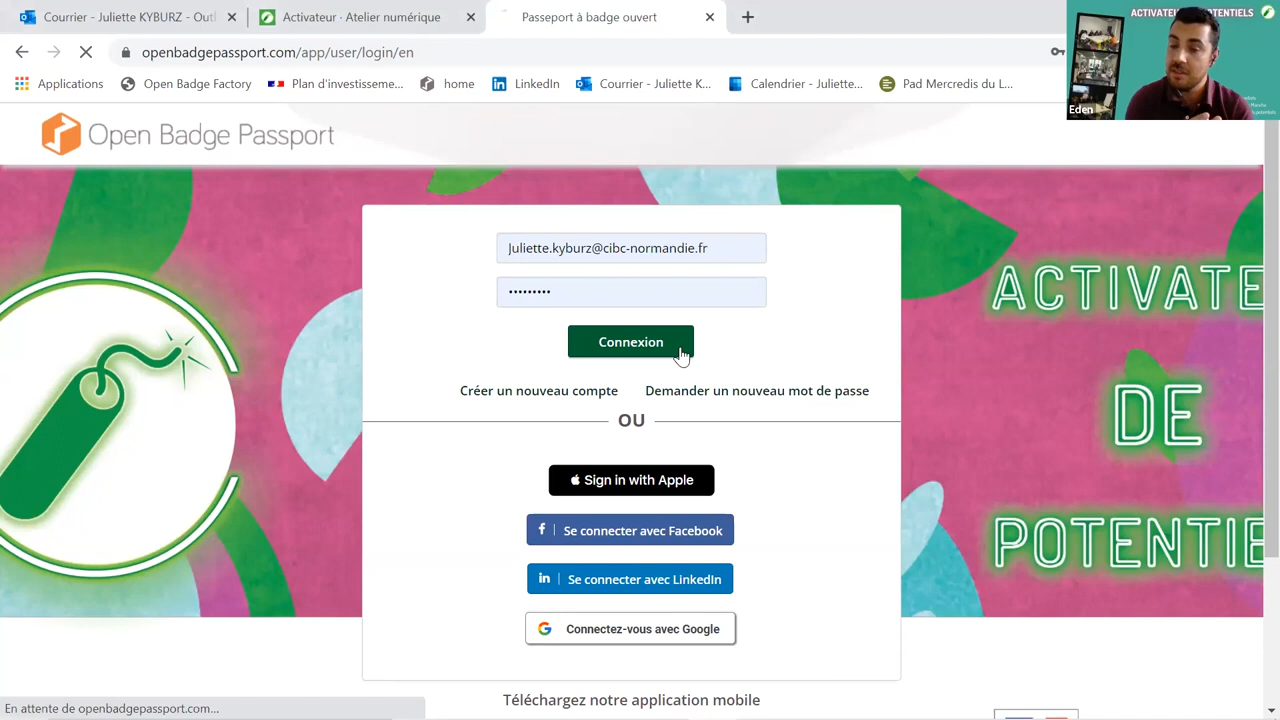 Courrier - Juliette KYBURZ - Outl
Activateur · Atelier numérique
Passeport à badge ouvert
ACTIVATEUR POTENTIELS
openbadgepassport.com/app/user/login/en
Applications
Open Badge Factory
Plan d'investisseme...
home
LinkedIn
Courrier - Juliette K...
Calendrier - Juliette...
Pad Mercredis du L...
Eden
Open Badge Passport
Juliette.kyburz@cibc-normandie.fr
•••••••••
Connexion
Créer un nouveau compte
Demander un nouveau mot de passe
OU
Sign in with Apple
Se connecter avec Facebook
Se connecter avec LinkedIn
Connectez-vous avec Google
ACTIVATE
DE
POTENTIE
Téléchargez notre application mobile
En attente de openbadgepassport.com...